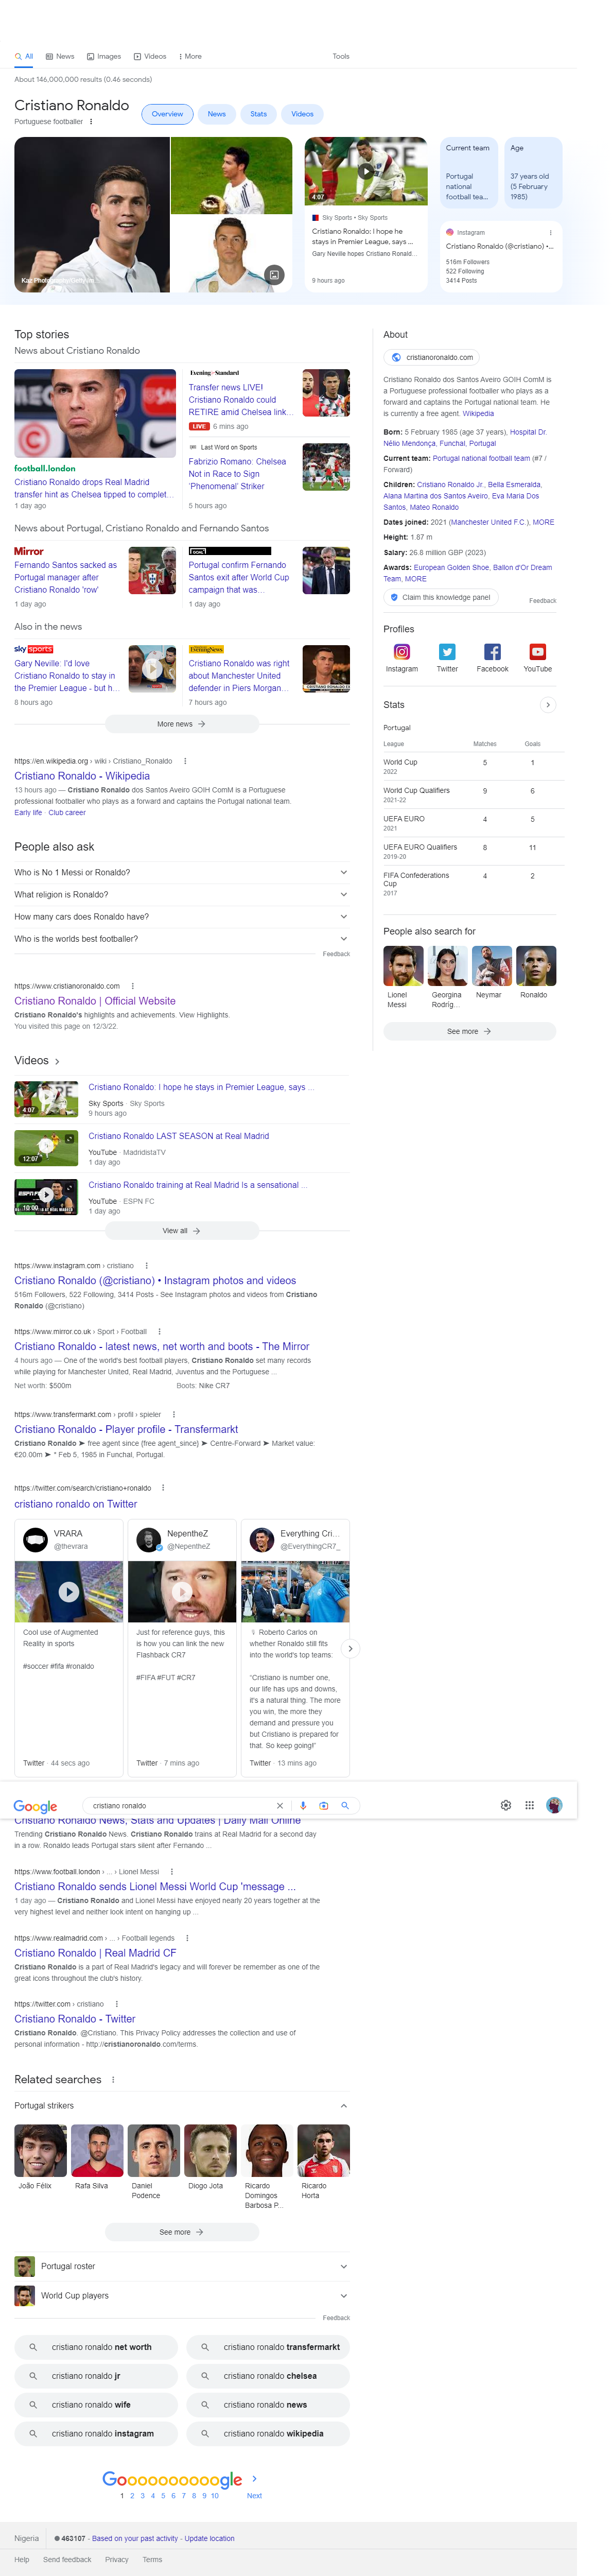 All News Images Videos More Tools
About 146,000,000 results (0.46 seconds)
Cristiano Ronaldo
Portuguese footballer
Overview News Stats Videos
Kaz Photography/Getty Im
4:07
Sky Sports • Sky Sports
Cristiano Ronaldo: I hope he
stays in Premier League, says ...
Gary Neville hopes Cristiano Ronald...
9 hours ago
Current team
Portugal
national
football tea...
Age
37 years old
(5 February
1985)
Instagram
Cristiano Ronaldo (@cristiano) •...
516m Followers
522 Following
3414 Posts
Top stories
News about Cristiano Ronaldo
football.london
Cristiano Ronaldo drops Real Madrid
transfer hint as Chelsea tipped to complet...
1 day ago
Evening Standard
Transfer news LIVE!
Cristiano Ronaldo could
RETIRE amid Chelsea link...
LIVE 6 mins ago
Last Word on Sports
Fabrizio Romano: Chelsea
Not in Race to Sign
'Phenomenal' Striker
5 hours ago
News about Portugal, Cristiano Ronaldo and Fernando Santos
Mirror
Fernando Santos sacked as
Portugal manager after
Cristiano Ronaldo 'row'
1 day ago
GOAL
Portugal confirm Fernando
Santos exit after World Cup
campaign that was...
1 day ago
Also in the news
sky sports
Gary Neville: I'd love
Cristiano Ronaldo to stay in
the Premier League - but h...
8 hours ago
Evening News
Cristiano Ronaldo was right
about Manchester United
defender in Piers Morgan...
7 hours ago
More news
https://en.wikipedia.org › wiki › Cristiano_Ronaldo
Cristiano Ronaldo - Wikipedia
13 hours ago — Cristiano Ronaldo dos Santos Aveiro GOIH ComM is a Portuguese
professional footballer who plays as a forward and captains the Portugal national team.
Early life · Club career
People also ask
Who is No 1 Messi or Ronaldo?
What religion is Ronaldo?
How many cars does Ronaldo have?
Who is the worlds best footballer?
Feedback
https://www.cristianoronaldo.com
Cristiano Ronaldo | Official Website
Cristiano Ronaldo's highlights and achievements. View Highlights.
You visited this page on 12/3/22.
Videos
4:07
Cristiano Ronaldo: I hope he stays in Premier League, says ...
Sky Sports · Sky Sports
9 hours ago
12:07
Cristiano Ronaldo LAST SEASON at Real Madrid
YouTube · MadridistaTV
1 day ago
10:00
Cristiano Ronaldo training at Real Madrid Is a sensational ...
YouTube · ESPN FC
1 day ago
View all
https://www.instagram.com › cristiano
Cristiano Ronaldo (@cristiano) • Instagram photos and videos
516m Followers, 522 Following, 3414 Posts - See Instagram photos and videos from Cristiano
Ronaldo (@cristiano)
https://www.mirror.co.uk › Sport › Football
Cristiano Ronaldo - latest news, net worth and boots - The Mirror
4 hours ago — One of the world's best football players, Cristiano Ronaldo set many records
while playing for Manchester United, Real Madrid, Juventus and the Portuguese ...
Net worth: $500m Boots: Nike CR7
https://www.transfermarkt.com › profil › spieler
Cristiano Ronaldo - Player profile - Transfermarkt
Cristiano Ronaldo ➤ free agent since {free agent_since} ➤ Centre-Forward ➤ Market value:
€20.00m ➤ * Feb 5, 1985 in Funchal, Portugal.
https://twitter.com/search/cristiano+ronaldo
cristiano ronaldo on Twitter
VRARA
@thevrara
Cool use of Augmented
Reality in sports
#soccer #fifa #ronaldo
Twitter · 44 secs ago
NepentheZ
@NepentheZ
Just for reference guys, this
is how you can link the new
Flashback CR7
#FIFA #FUT #CR7
Twitter · 7 mins ago
Everything Cri...
@EverythingCR7_
Roberto Carlos on
whether Ronaldo still fits
into the world's top teams:
"Cristiano is number one,
our life has ups and downs,
it's a natural thing. The more
you win, the more they
demand and pressure you
but Cristiano is prepared for
that. So keep going!"
Twitter · 13 mins ago
Google cristiano ronaldo
Cristiano Ronaldo News, Stats and Updates | Daily Mail Online
Trending Cristiano Ronaldo News. Cristiano Ronaldo trains at Real Madrid for a second day
in a row. Ronaldo leads Portugal stars silent after Fernando ...
https://www.football.london › ... › Lionel Messi
Cristiano Ronaldo sends Lionel Messi World Cup 'message ...
1 day ago — Cristiano Ronaldo and Lionel Messi have enjoyed nearly 20 years together at the
very highest level and neither look intent on hanging up ...
https://www.realmadrid.com › ... › Football legends
Cristiano Ronaldo | Real Madrid CF
Cristiano Ronaldo is a part of Real Madrid's legacy and will forever be remember as one of the
great icons throughout the club's history.
https://twitter.com › cristiano
Cristiano Ronaldo - Twitter
Cristiano Ronaldo. @Cristiano. This Privacy Policy addresses the collection and use of
personal information - http://cristianoronaldo.com/terms.
Related searches
Portugal strikers
João Félix
Rafa Silva
Daniel
Podence
Diogo Jota
Ricardo
Domingos
Barbosa P...
Ricardo
Horta
See more
Portugal roster
World Cup players
Feedback
cristiano ronaldo net worth
cristiano ronaldo transfermarkt
cristiano ronaldo jr
cristiano ronaldo chelsea
cristiano ronaldo wife
cristiano ronaldo news
cristiano ronaldo instagram
cristiano ronaldo wikipedia
Goooooooooogle
1 2 3 4 5 6 7 8 9 10 Next
Nigeria 463107 - Based on your past activity - Update location
Help Send feedback Privacy Terms
About
cristianoronaldo.com
Cristiano Ronaldo dos Santos Aveiro GOIH ComM is
a Portuguese professional footballer who plays as a
forward and captains the Portugal national team. He
is currently a free agent. Wikipedia
Born: 5 February 1985 (age 37 years), Hospital Dr.
Nélio Mendonça, Funchal, Portugal
Current team: Portugal national football team (#7 /
Forward)
Children: Cristiano Ronaldo Jr., Bella Esmeralda,
Alana Martina dos Santos Aveiro, Eva Maria Dos
Santos, Mateo Ronaldo
Dates joined: 2021 (Manchester United F.C.), MORE
Height: 1.87 m
Salary: 26.8 million GBP (2023)
Awards: European Golden Shoe, Ballon d'Or Dream
Team, MORE
Claim this knowledge panel
Feedback
Profiles
Instagram Twitter Facebook YouTube
Stats
Portugal
League Matches Goals
World Cup 5 1
2022
World Cup Qualifiers 9 6
2021-22
UEFA EURO 4 5
2021
UEFA EURO Qualifiers 8 11
2019-20
FIFA Confederations
Cup 4 2
2017
People also search for
Lionel
Messi
Georgina
Rodríg...
Neymar
Ronaldo
See more